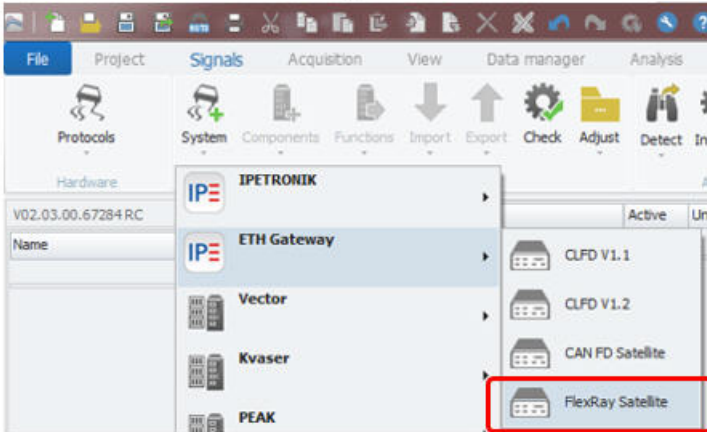 File Project Signals Acquisition View Data manager Analysis
Protocols System Components Functions Import Export Check Adjust Detect
Hardware
V02.03.00.67284 RC Active
Name
IPE IPETRONIK
IPE ETH Gateway
Vector
Kvaser
PEAK
CLFD V1.1
CLFD V1.2
CAN FD Satellite
FlexRay Satellite